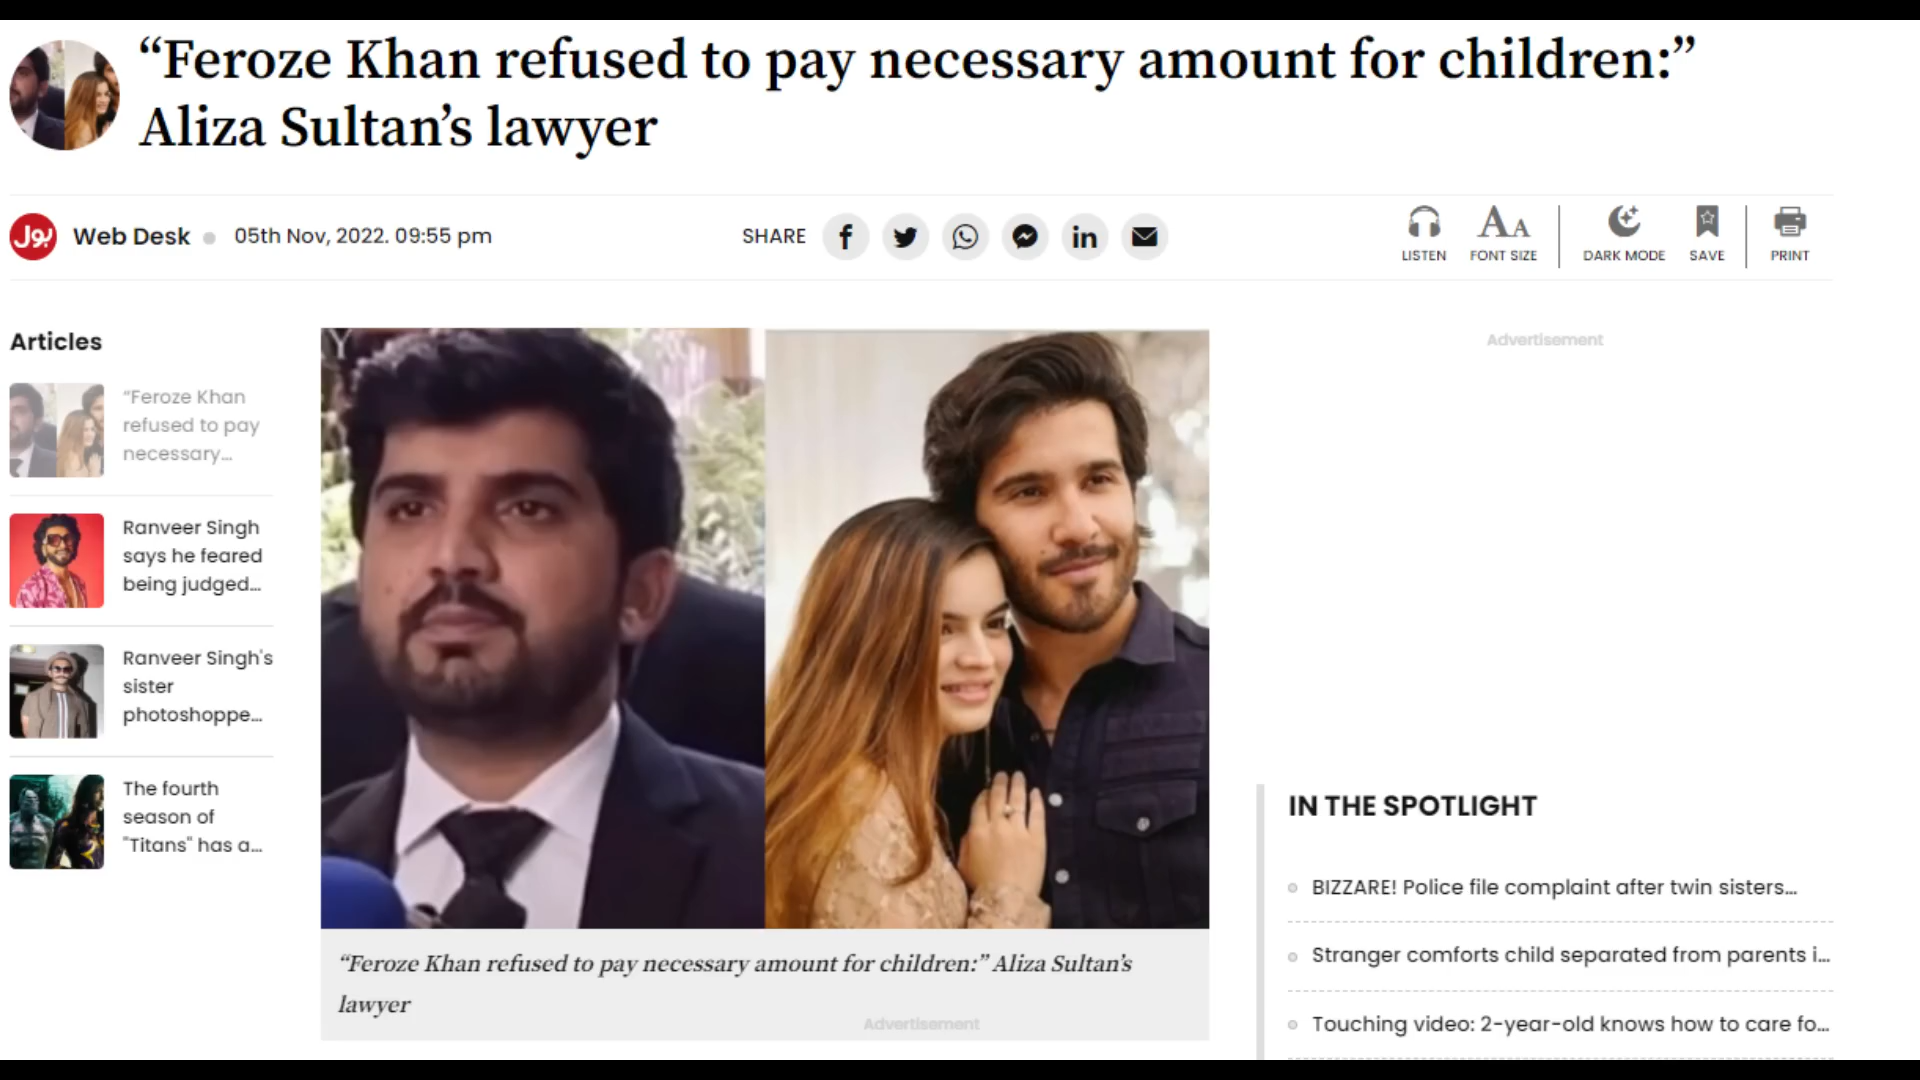 “Feroze Khan refused to pay necessary amount for children:”
Aliza Sultan’s lawyer
بول
Web Desk
05th Nov, 2022. 09:55 pm
SHARE
f
in
LISTEN
AA
FONT SIZE
DARK MODE
SAVE
PRINT
Articles
“Feroze Khan
refused to pay
necessary...
Ranveer Singh
says he feared
being judged...
Ranveer Singh's
sister
photoshoppe...
The fourth
season of
"Titans" has a...
“Feroze Khan refused to pay necessary amount for children:” Aliza Sultan’s
lawyer
Advertisement
Advertisement
IN THE SPOTLIGHT
BIZZARE! Police file complaint after twin sisters...
Stranger comforts child separated from parents i...
Touching video: 2-year-old knows how to care fo...